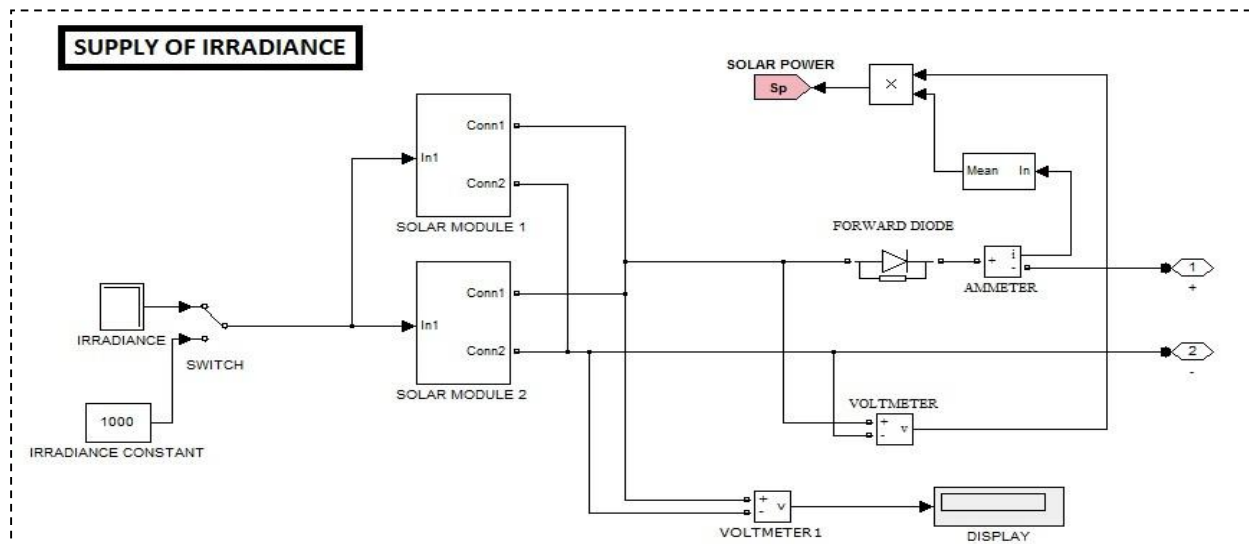 SUPPLY OF IRRADIANCE
SOLAR POWER
Sp
×
Conn1
In1
Conn2
SOLAR MODULE 1
Mean In
FORWARD DIODE
+ i
-
AMMETER
1
+
Conn1
In1
Conn2
SOLAR MODULE 2
IRRADIANCE
SWITCH
2
-
1000
IRRADIANCE CONSTANT
VOLTMETER
+
- v
+
- v
VOLTMETER1
DISPLAY